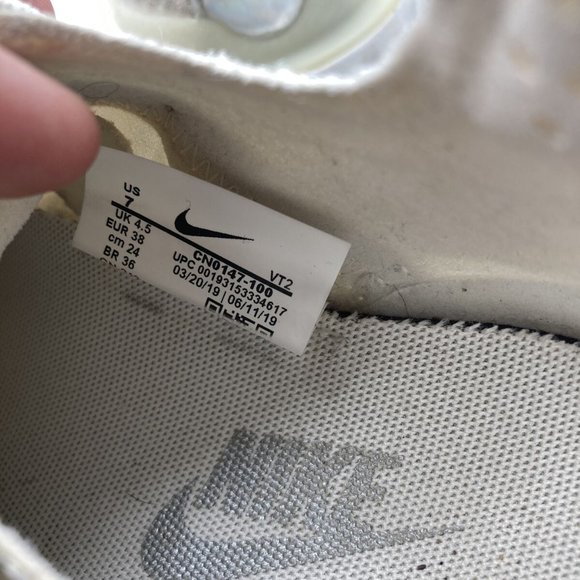 US
7
UK 4.5
EUR 38
cm 24
BR 36
CN0147-100
VT2
UPC 00193153334617
03/20/19 | 06/11/19
NIKE